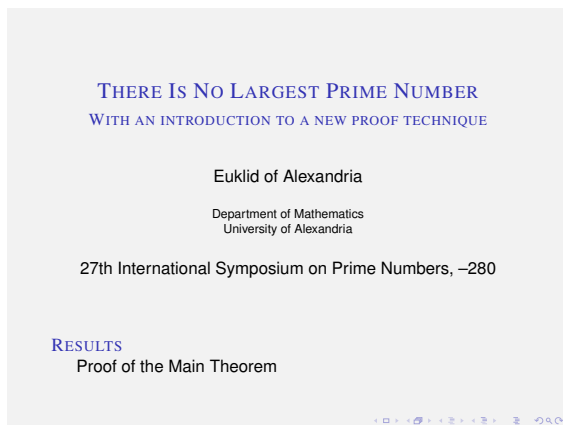 THERE IS NO LARGEST PRIME NUMBER
WITH AN INTRODUCTION TO A NEW PROOF TECHNIQUE
Euklid of Alexandria
Department of Mathematics
University of Alexandria
27th International Symposium on Prime Numbers, –280
RESULTS
Proof of the Main Theorem